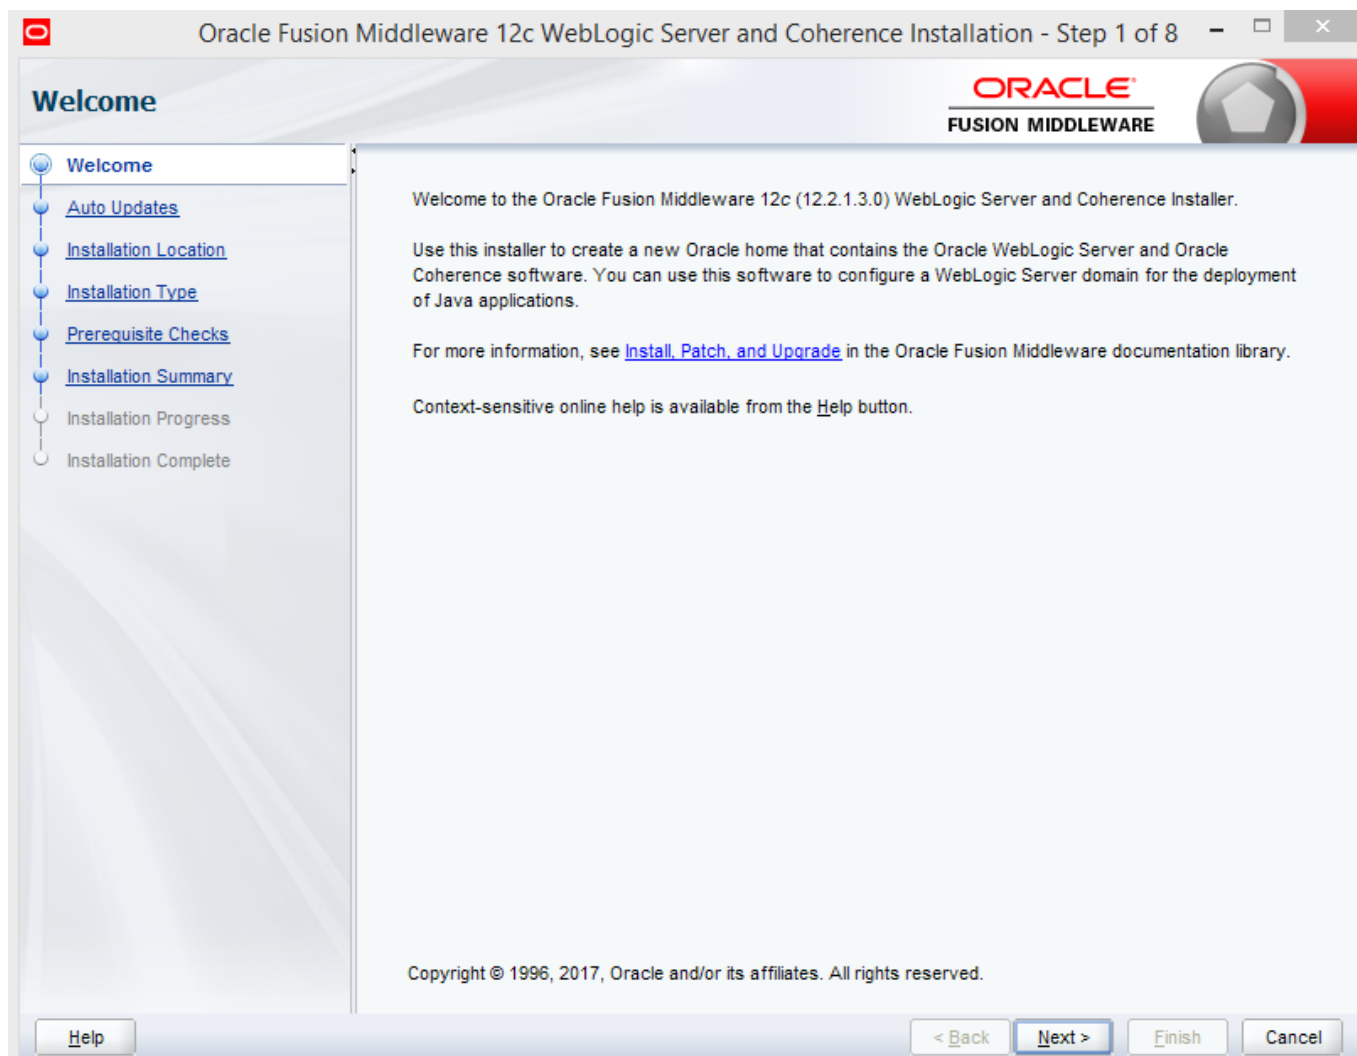 Oracle Fusion Middleware 12c WebLogic Server and Coherence Installation - Step 1 of 8
Welcome
ORACLE
FUSION MIDDLEWARE
Welcome
Auto Updates
Installation Location
Installation Type
Prerequisite Checks
Installation Summary
Installation Progress
Installation Complete
Welcome to the Oracle Fusion Middleware 12c (12.2.1.3.0) WebLogic Server and Coherence Installer.
Use this installer to create a new Oracle home that contains the Oracle WebLogic Server and Oracle
Coherence software. You can use this software to configure a WebLogic Server domain for the deployment
of Java applications.
For more information, see Install, Patch, and Upgrade in the Oracle Fusion Middleware documentation library.
Context-sensitive online help is available from the Help button.
Copyright © 1996, 2017, Oracle and/or its affiliates. All rights reserved.
Help
< Back
Next >
Finish
Cancel